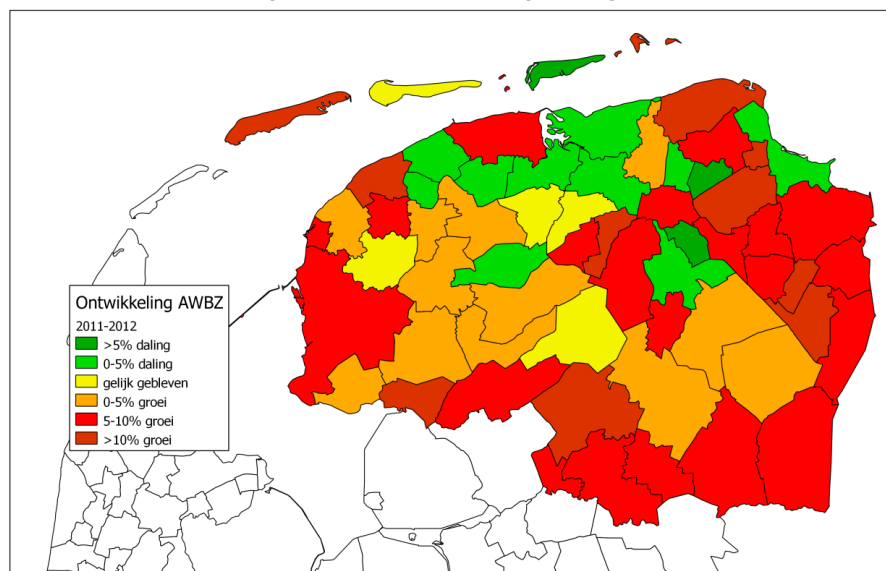 Ontwikkeling AWBZ
2011-2012
>5% daling
0-5% daling
gelijk gebleven
0-5% groei
5-10% groei
>10% groei